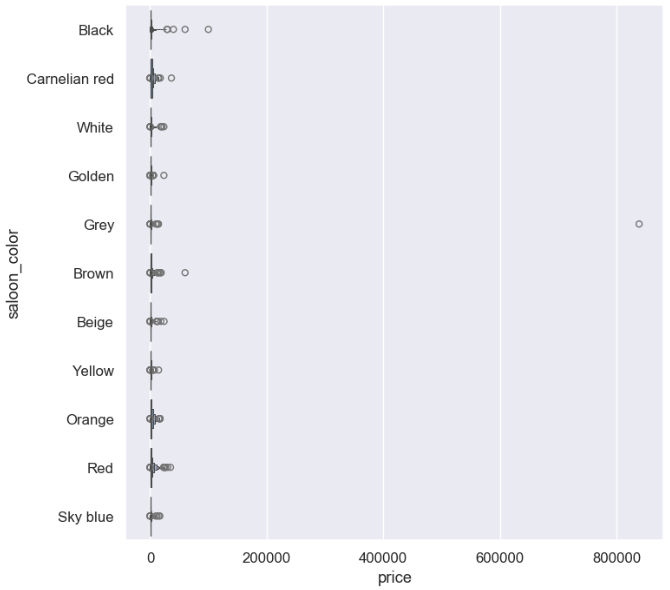 saloon_color
Black
Carnelian red
White
Golden
Grey
Brown
Beige
Yellow
Orange
Red
Sky blue
0 200000 400000 600000 800000
price